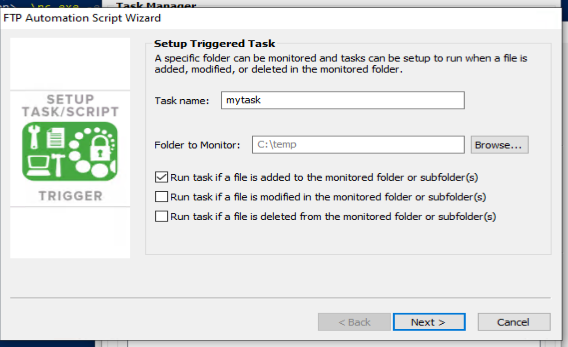 \nc.exe
Task Manager
FTP Automation Script Wizard
Setup Triggered Task
A specific folder can be monitored and tasks can be setup to run when a file is
added, modified, or deleted in the monitored folder.
SETUP
TASK/SCRIPT
TRIGGER
Task name: mytask
Folder to Monitor: C:\temp Browse...
Run task if a file is added to the monitored folder or subfolder(s)
Run task if a file is modified in the monitored folder or subfolder(s)
Run task if a file is deleted from the monitored folder or subfolder(s)
< Back Next > Cancel